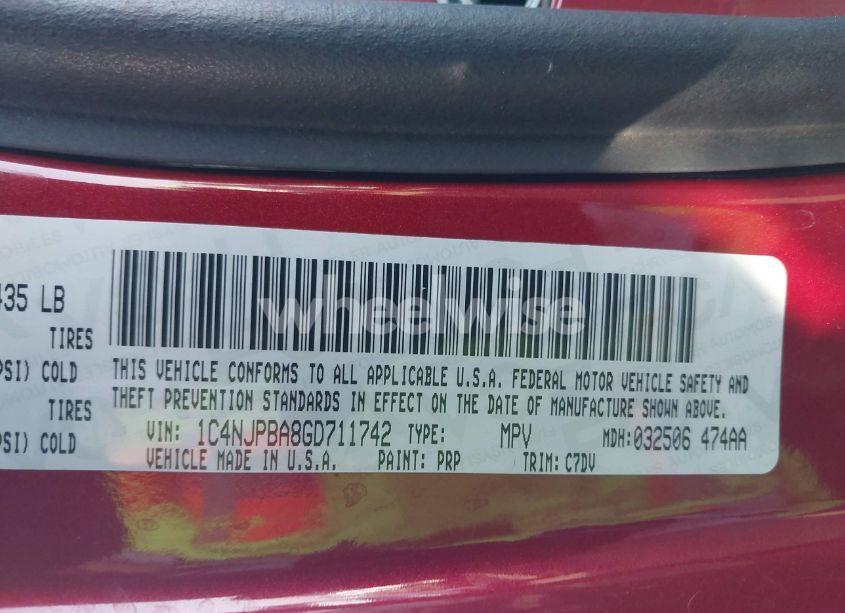 435 LB
TIRES
PSI) COLD
TIRES
PSI) COLD
wheelwise
THIS VEHICLE CONFORMS TO ALL APPLICABLE U.S.A. FEDERAL MOTOR VEHICLE SAFETY AND
THEFT PREVENTION STANDARDS IN EFFECT ON THE DATE OF MANUFACTURE SHOWN ABOVE.
VIN: 1C4NJPBA8GD711742 TYPE: MPV MDH:032506 474AA
VEHICLE MADE IN U.S.A. PAINT: PRP TRIM: C7DV